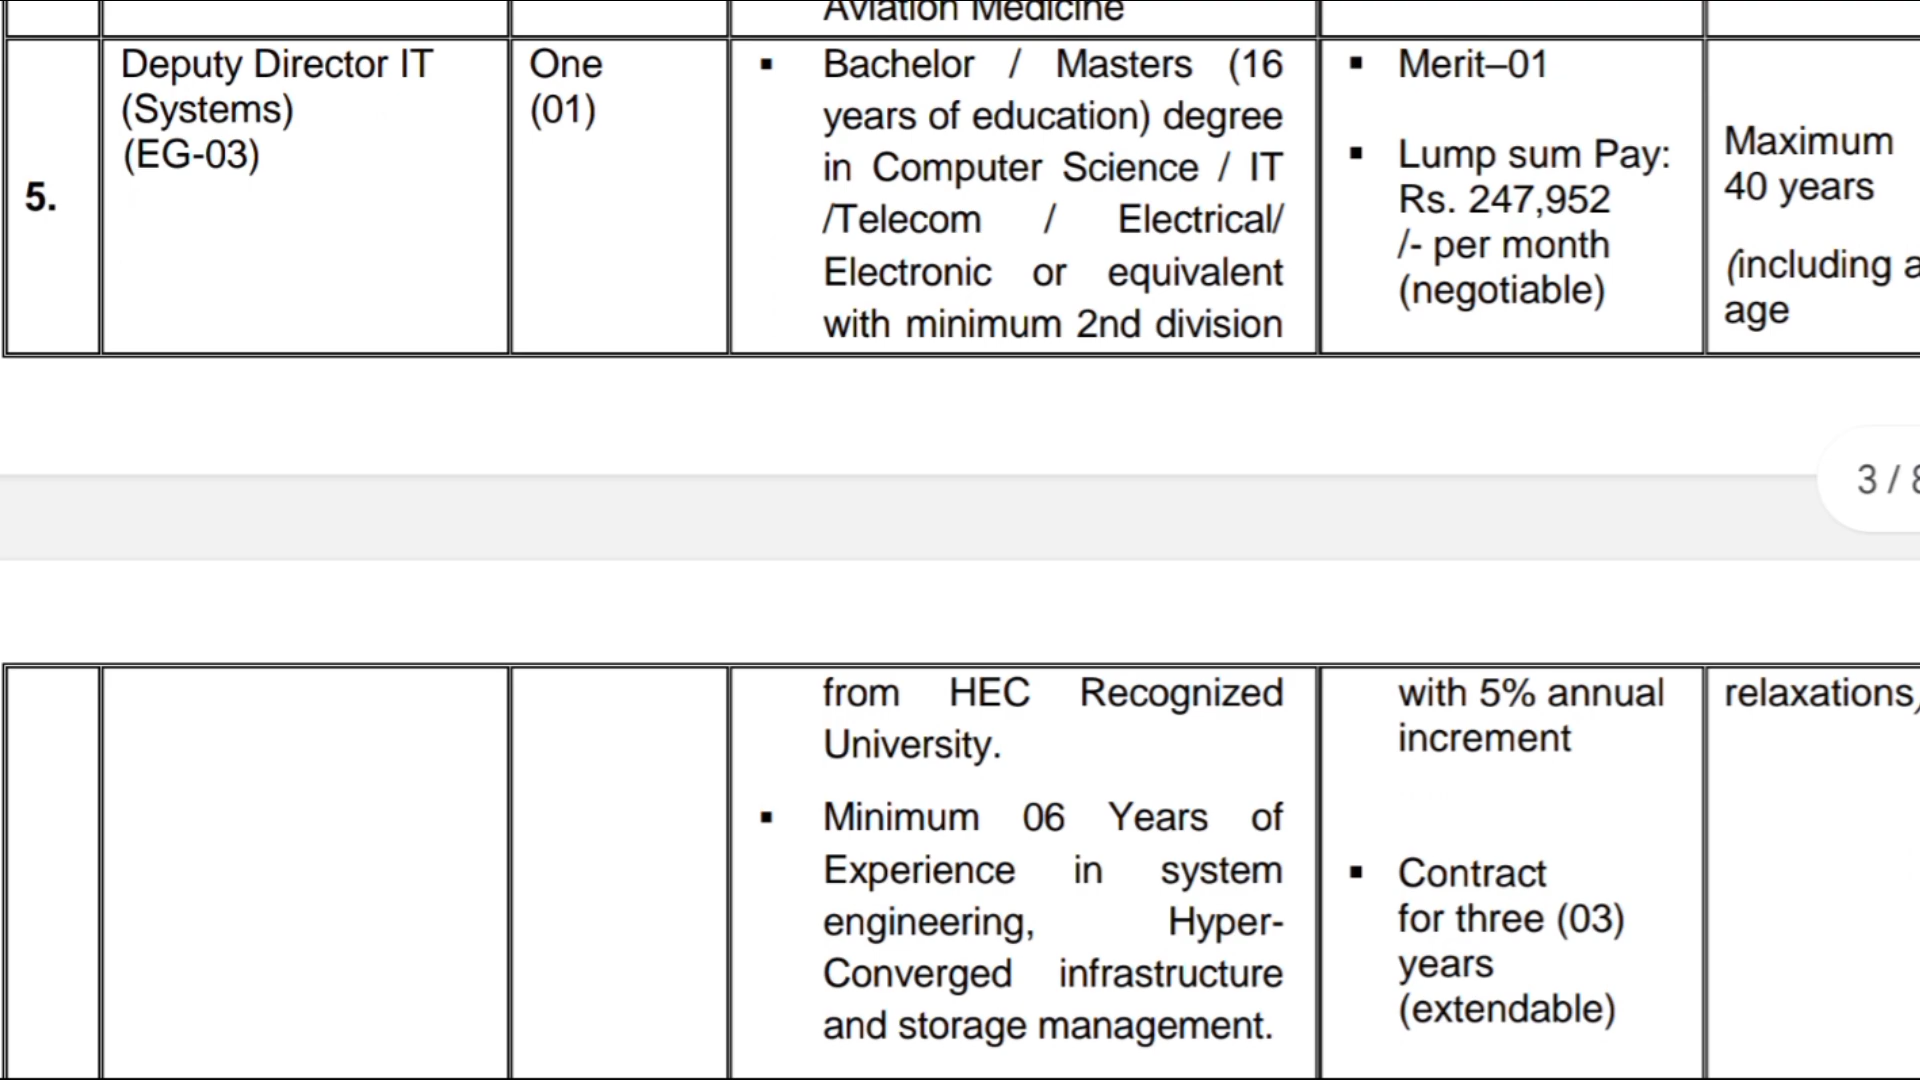 Aviation Medicine
5.
Deputy Director IT
(Systems)
(EG-03)
One
(01)
▪ Bachelor / Masters (16
years of education) degree
in Computer Science / IT
/Telecom / Electrical/
Electronic or equivalent
with minimum 2nd division
▪ Merit–01
▪ Lump sum Pay:
Rs. 247,952
/- per month
(negotiable)
Maximum
40 years
(including a
age
3 / 8
from HEC Recognized
University.
▪ Minimum 06 Years of
Experience in system
engineering, Hyper-
Converged infrastructure
and storage management.
with 5% annual
increment
▪ Contract
for three (03)
years
(extendable)
relaxations)